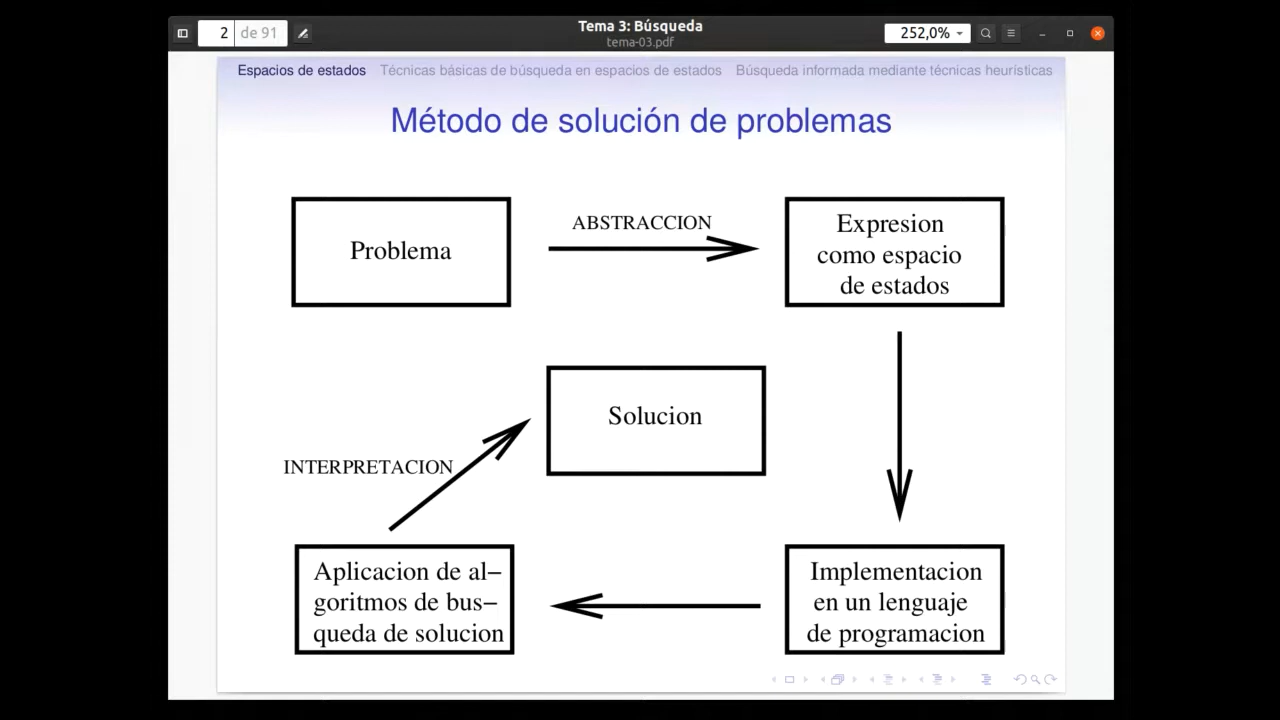 2 de 91
Tema 3: Búsqueda
tema-03.pdf
252,0%
Espacios de estados Técnicas básicas de búsqueda en espacios de estados Búsqueda informada mediante técnicas heurísticas
Método de solución de problemas
Problema
ABSTRACCION
Expresion
como espacio
de estados
Solucion
INTERPRETACION
Aplicacion de al–
goritmos de bus–
queda de solucion
Implementacion
en un lenguaje
de programacion